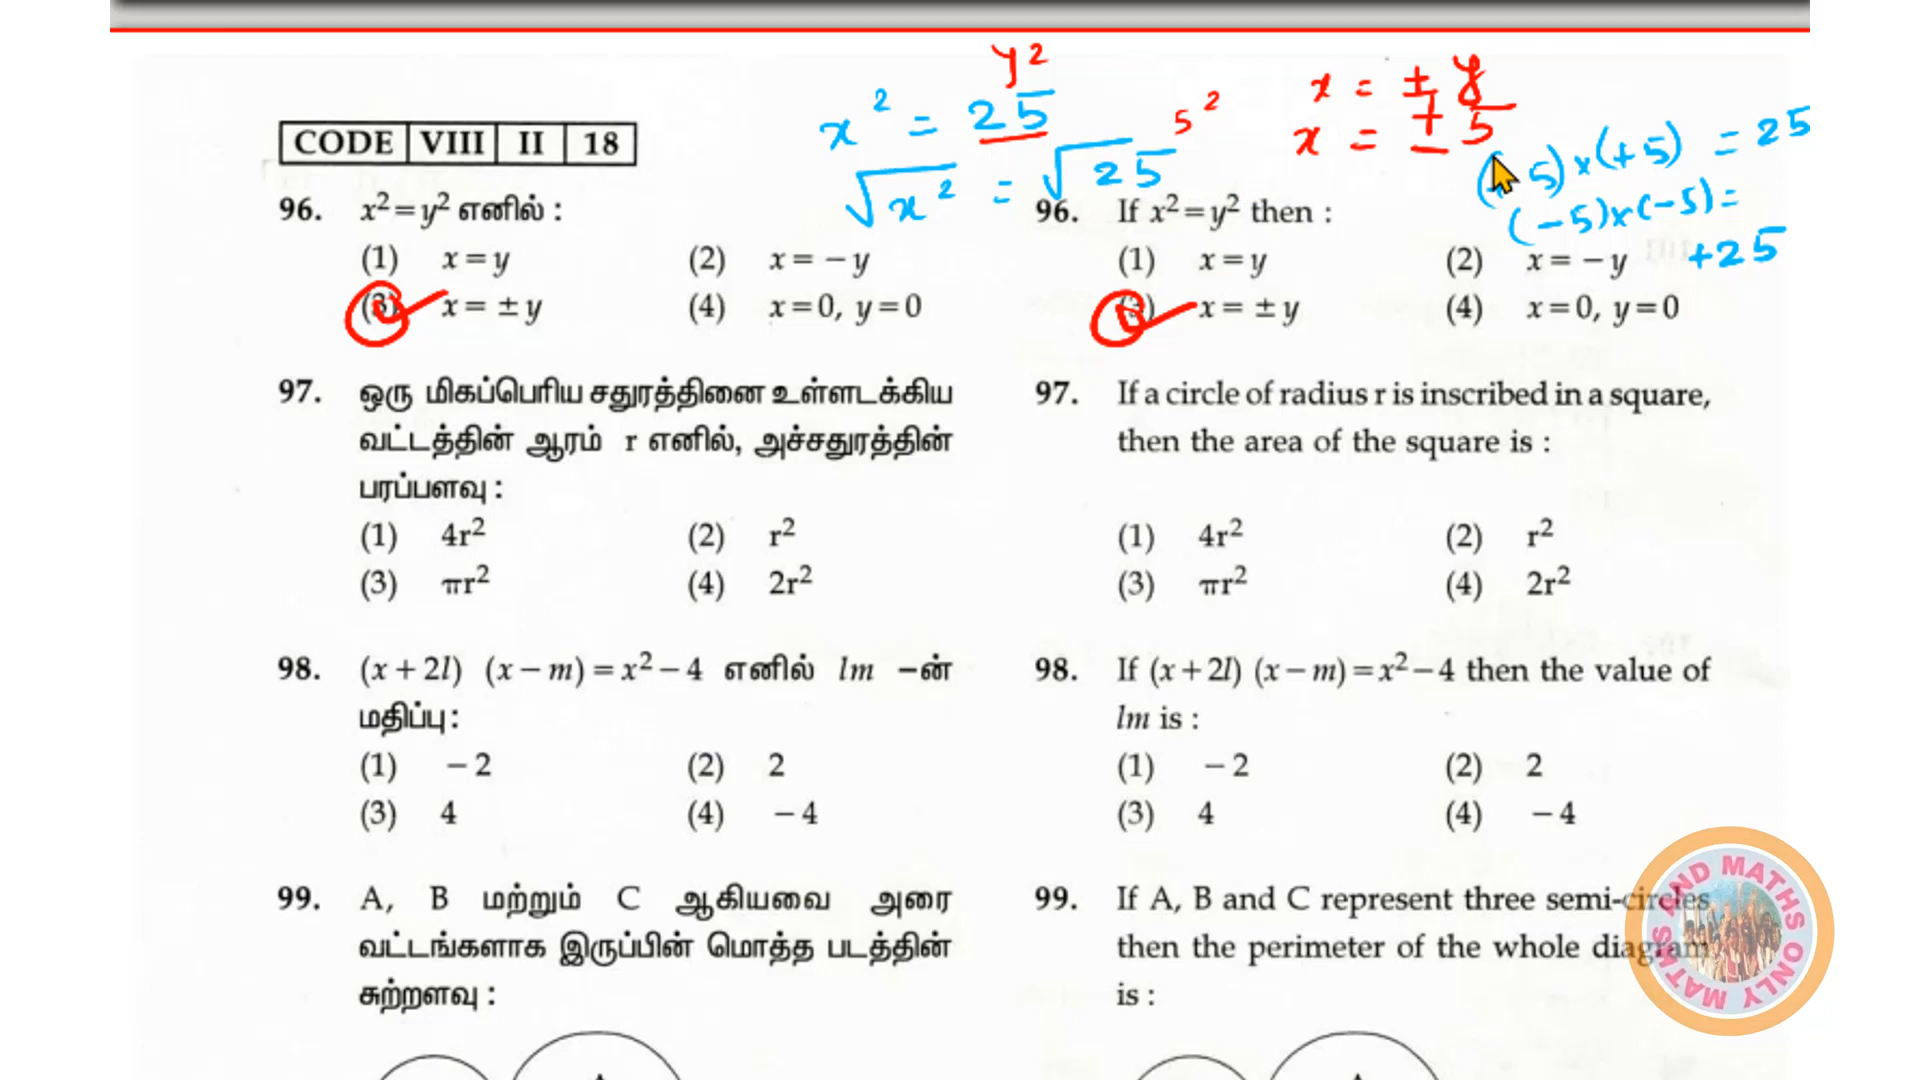 y²
x² = 25
5²
√x² = √25
x = ± y
x = ± 5
(+5)×(+5) = 25
(-5)×(-5) =
+25
CODE VIII II 18
96. x² = y² எனில் :
(1) x = y (2) x = − y
(3) x = ± y (4) x = 0, y = 0
97. ஒரு மிகப்பெரிய சதுரத்தினை உள்ளடக்கிய
வட்டத்தின் ஆரம் r எனில், அச்சதுரத்தின்
பரப்பளவு :
(1) 4r² (2) r²
(3) πr² (4) 2r²
98. (x + 2l) (x − m) = x² − 4 எனில் lm −ன்
மதிப்பு :
(1) − 2 (2) 2
(3) 4 (4) − 4
99. A, B மற்றும் C ஆகியவை அரை
வட்டங்களாக இருப்பின் மொத்த படத்தின்
சுற்றளவு :
96. If x² = y² then :
(1) x = y (2) x = − y
(3) x = ± y (4) x = 0, y = 0
97. If a circle of radius r is inscribed in a square,
then the area of the square is :
(1) 4r² (2) r²
(3) πr² (4) 2r²
98. If (x + 2l) (x − m) = x² − 4 then the value of
lm is :
(1) − 2 (2) 2
(3) 4 (4) − 4
99. If A, B and C represent three semi-circles
then the perimeter of the whole diagram
is :
MATHS AND MATHS ONLY